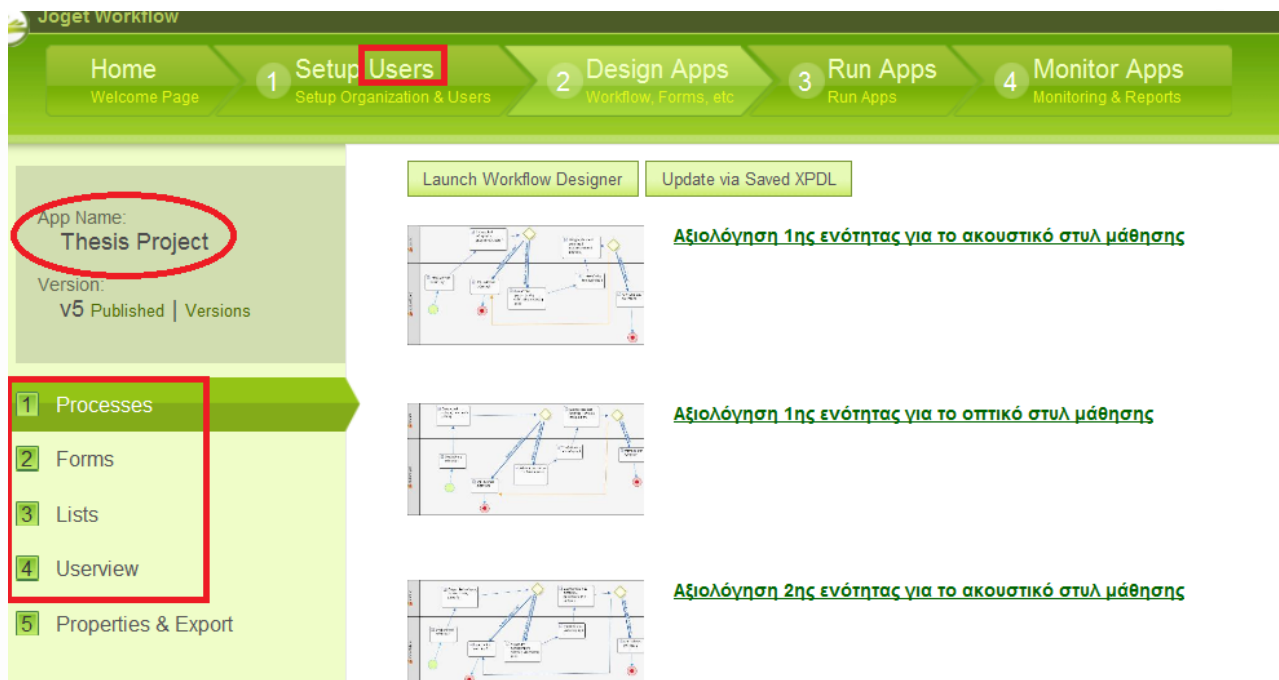 Joget Workflow
Home
Welcome Page
1 Setup Users
Setup Organization & Users
2 Design Apps
Workflow, Forms, etc
3 Run Apps
Run Apps
4 Monitor Apps
Monitoring & Reports
App Name:
Thesis Project
Version:
v5 Published | Versions
1 Processes
2 Forms
3 Lists
4 Userview
5 Properties & Export
Launch Workflow Designer
Update via Saved XPDL
Αξιολόγηση 1ης ενότητας για το ακουστικό στυλ μάθησης
Αξιολόγηση 1ης ενότητας για το οπτικό στυλ μάθησης
Αξιολόγηση 2ης ενότητας για το ακουστικό στυλ μάθησης